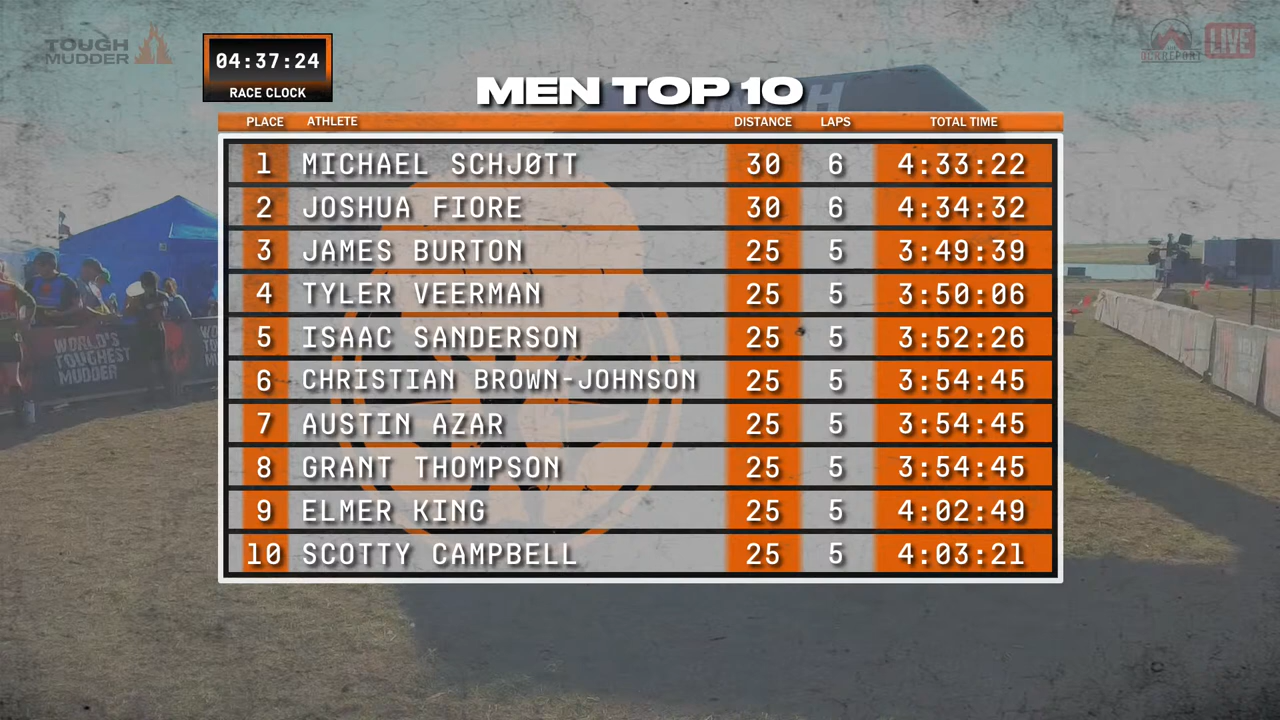 TOUGH
MUDDER
04:37:24
RACE CLOCK
LIVE
MEN TOP 10
PLACE ATHLETE DISTANCE LAPS TOTAL TIME
1 MICHAEL SCHJØTT 30 6 4:33:22
2 JOSHUA FIORE 30 6 4:34:32
3 JAMES BURTON 25 5 3:49:39
4 TYLER VEERMAN 25 5 3:50:06
5 ISAAC SANDERSON 25 5 3:52:26
6 CHRISTIAN BROWN-JOHNSON 25 5 3:54:45
7 AUSTIN AZAR 25 5 3:54:45
8 GRANT THOMPSON 25 5 3:54:45
9 ELMER KING 25 5 4:02:49
10 SCOTTY CAMPBELL 25 5 4:03:21
WORLD'S
TOUGHEST
MUDDER